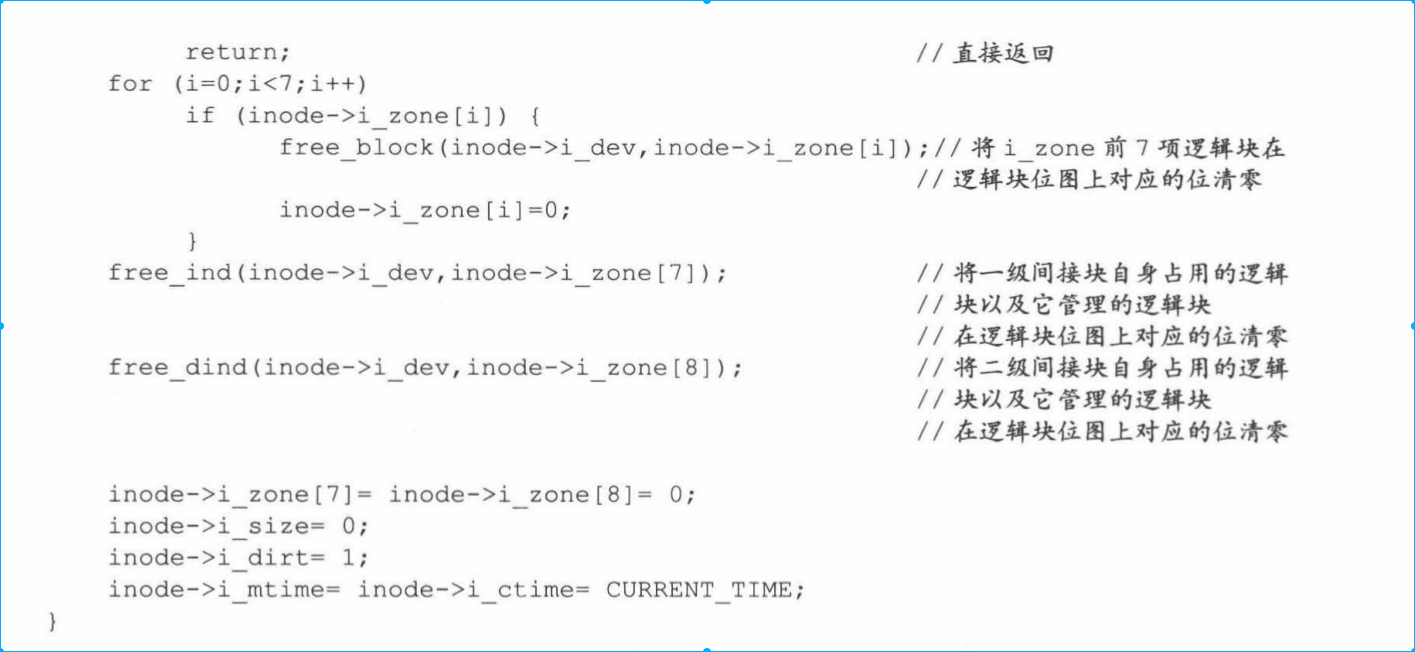 return; // 直接返回
for (i=0;i<7;i++)
if (inode->i_zone[i]) {
free_block(inode->i_dev,inode->i_zone[i]);// 将 i_zone 前 7 项逻辑块在
// 逻辑块位图上对应的位清零
inode->i_zone[i]=0;
}
free_ind(inode->i_dev,inode->i_zone[7]); // 将一级间接块自身占用的逻辑
// 块以及它管理的逻辑块
// 在逻辑块位图上对应的位清零
free_dind(inode->i_dev,inode->i_zone[8]); // 将二级间接块自身占用的逻辑
// 块以及它管理的逻辑块
// 在逻辑块位图上对应的位清零
inode->i_zone[7]= inode->i_zone[8]= 0;
inode->i_size= 0;
inode->i_dirt= 1;
inode->i_mtime= inode->i_ctime= CURRENT_TIME;
}